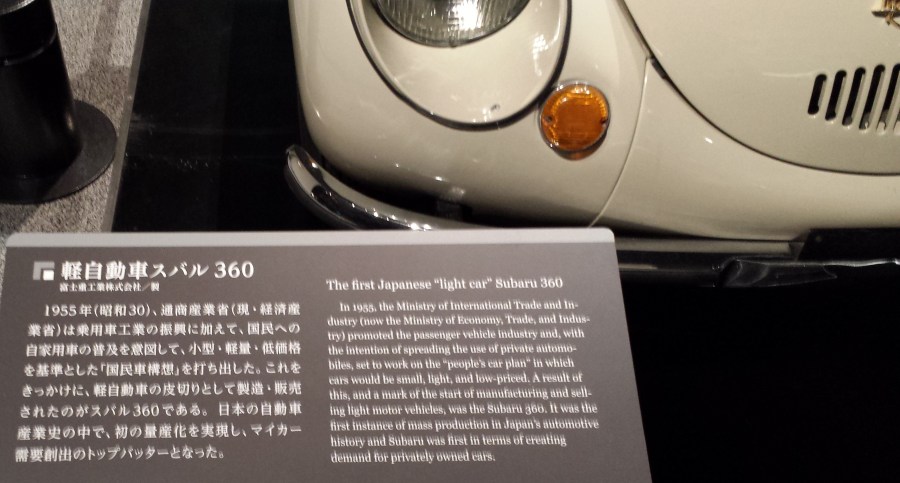 軽自動車スバル 360
富士重工業株式会社／製
1955年(昭和30)、通商産業省(現・経済産
業省)は乗用車工業の振興に加えて、国民への
自家用車の普及を意図して、小型・軽量・低価格
を基準とした「国民車構想」を打ち出した。これを
きっかけに、軽自動車の皮切りとして製造・販売
されたのがスバル360である。日本の自動車
産業史の中で、初の量産化を実現し、マイカー
需要創出のトップバッターとなった。
The first Japanese "light car" Subaru 360
In 1955, the Ministry of International Trade and In-
dustry (now the Ministry of Economy, Trade, and Indus-
try) promoted the passenger vehicle industry and, with
the intention of spreading the use of private automo-
biles, set to work on the "people's car plan" in which
cars would be small, light, and low-priced. A result of
this, and a mark of the start of manufacturing and sell-
ing light motor vehicles, was the Subaru 360. It was the
first instance of mass production in Japan's automotive
history and Subaru was first in terms of creating
demand for privately owned cars.